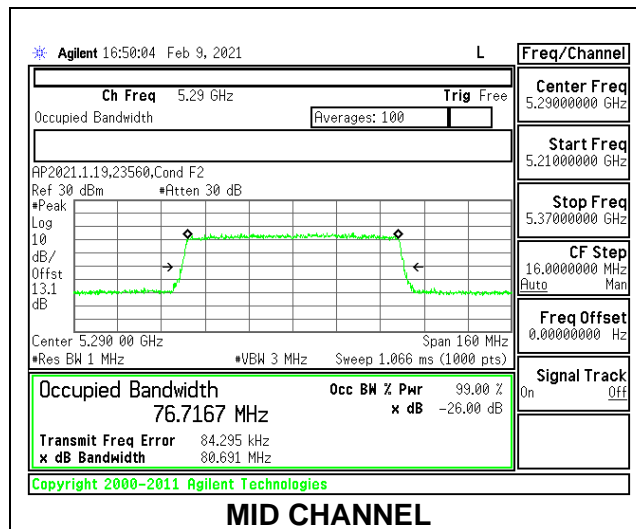 Agilent 16:50:04 Feb 9, 2021 L
Freq/Channel
Ch Freq 5.29 GHz Trig Free
Occupied Bandwidth Averages: 100
AP2021.1.19,23560,Cond F2
Ref 30 dBm #Atten 30 dB
#Peak
Log
10
dB/
Offst
13.1
dB
Center 5.290 00 GHz Span 160 MHz
#Res BW 1 MHz #VBW 3 MHz Sweep 1.066 ms (1000 pts)
Occupied Bandwidth Occ BW % Pwr 99.00 %
76.7167 MHz x dB -26.00 dB
Transmit Freq Error 84.295 kHz
x dB Bandwidth 80.691 MHz
Center Freq
5.29000000 GHz
Start Freq
5.21000000 GHz
Stop Freq
5.37000000 GHz
CF Step
16.0000000 MHz
Auto Man
Freq Offset
0.00000000 Hz
Signal Track
On Off
Copyright 2000-2011 Agilent Technologies
MID CHANNEL